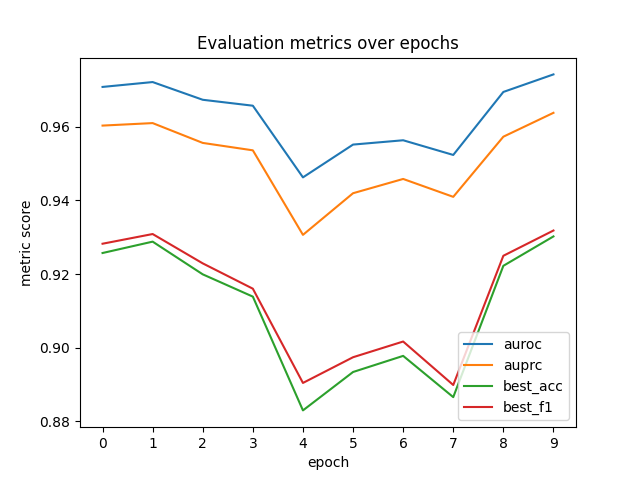 Evaluation metrics over epochs
metric score
0.96
0.94
0.92
0.90
0.88
auroc
auprc
best_acc
best_f1
0 1 2 3 4 5 6 7 8 9
epoch